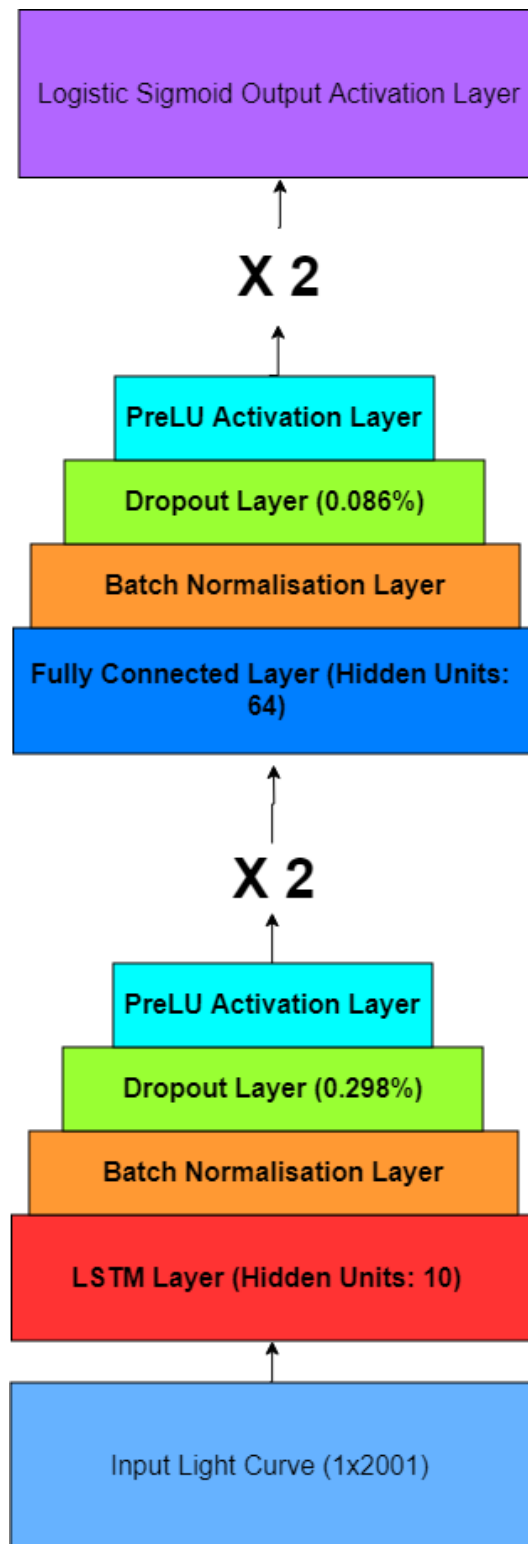 Logistic Sigmoid Output Activation Layer
X 2
PreLU Activation Layer
Dropout Layer (0.086%)
Batch Normalisation Layer
Fully Connected Layer (Hidden Units:
64)
X 2
PreLU Activation Layer
Dropout Layer (0.298%)
Batch Normalisation Layer
LSTM Layer (Hidden Units: 10)
Input Light Curve (1x2001)